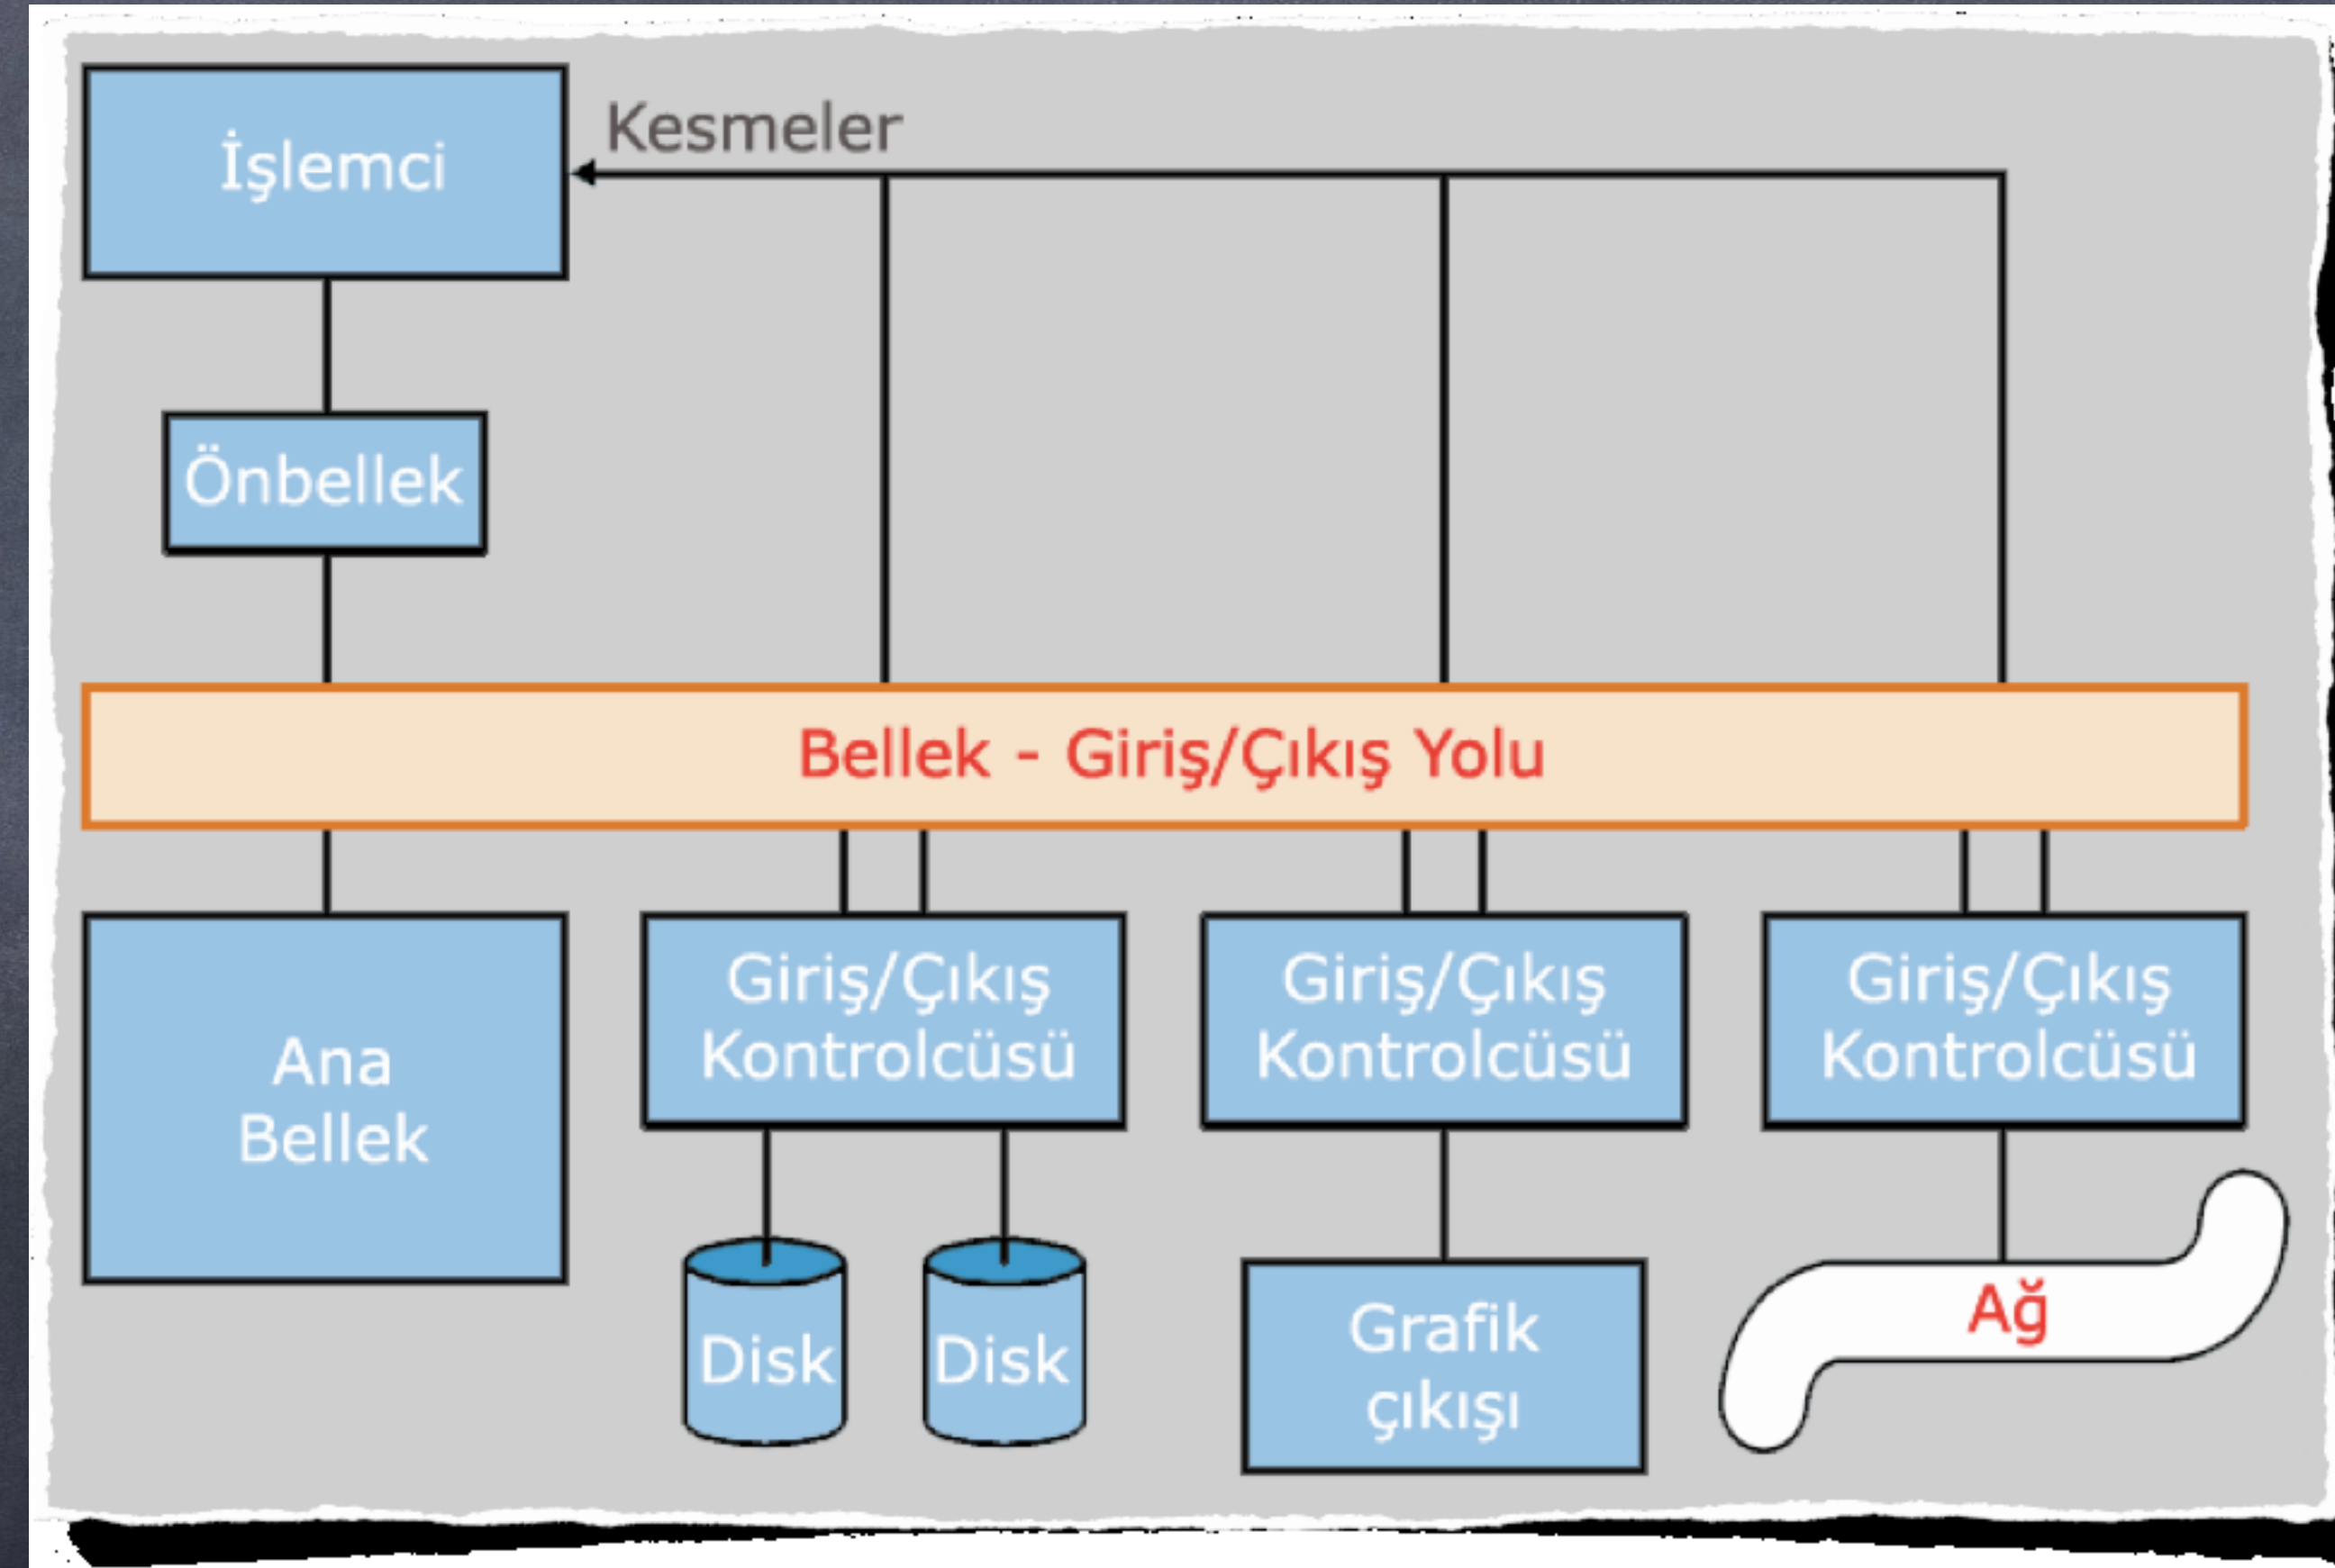 İşlemci
Kesmeler
Önbellek
Bellek - Giriş/Çıkış Yolu
Ana
Bellek
Giriş/Çıkış
Kontrolcüsü
Giriş/Çıkış
Kontrolcüsü
Giriş/Çıkış
Kontrolcüsü
Disk
Disk
Grafik
çıkışı
Ağ